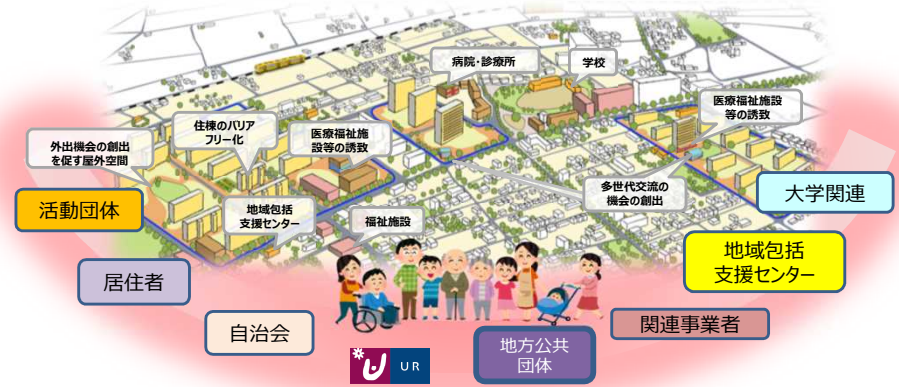 病院・診療所
学校
医療福祉施設
等の誘致
住棟のバリア
フリー化
医療福祉施
設等の誘致
外出機会の創出
を促す屋外空間
多世代交流の
機会の創出
大学関連
活動団体
地域包括
支援センター
福祉施設
地域包括
支援センター
居住者
自治会
関連事業者
地方公共
団体
UR